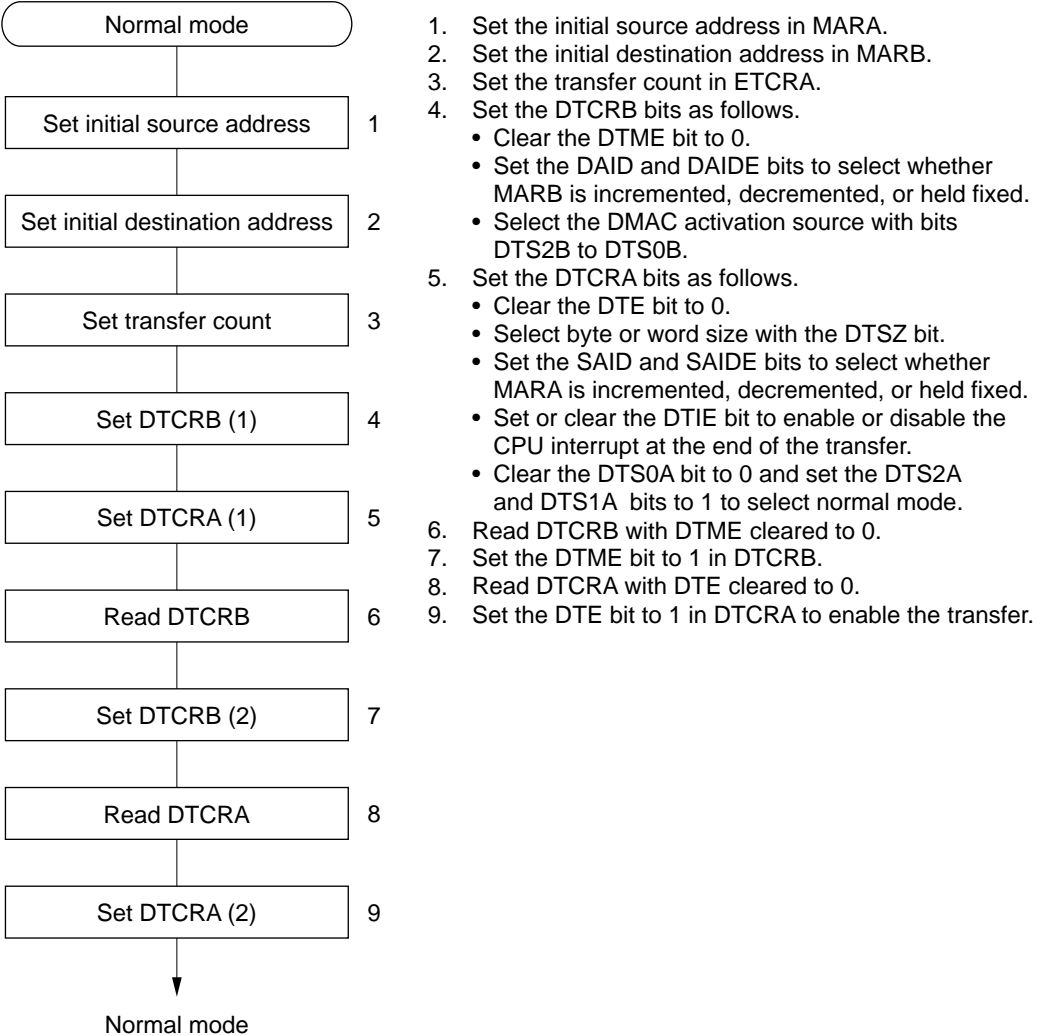 Normal mode
Set initial source address 1
Set initial destination address 2
Set transfer count 3
Set DTCRB (1) 4
Set DTCRA (1) 5
Read DTCRB 6
Set DTCRB (2) 7
Read DTCRA 8
Set DTCRA (2) 9
Normal mode
1. Set the initial source address in MARA.
2. Set the initial destination address in MARB.
3. Set the transfer count in ETCRA.
4. Set the DTCRB bits as follows.
• Clear the DTME bit to 0.
• Set the DAID and DAIDE bits to select whether
MARB is incremented, decremented, or held fixed.
• Select the DMAC activation source with bits
DTS2B to DTS0B.
5. Set the DTCRA bits as follows.
• Clear the DTE bit to 0.
• Select byte or word size with the DTSZ bit.
• Set the SAID and SAIDE bits to select whether
MARA is incremented, decremented, or held fixed.
• Set or clear the DTIE bit to enable or disable the
CPU interrupt at the end of the transfer.
• Clear the DTS0A bit to 0 and set the DTS2A
and DTS1A bits to 1 to select normal mode.
6. Read DTCRB with DTME cleared to 0.
7. Set the DTME bit to 1 in DTCRB.
8. Read DTCRA with DTE cleared to 0.
9. Set the DTE bit to 1 in DTCRA to enable the transfer.